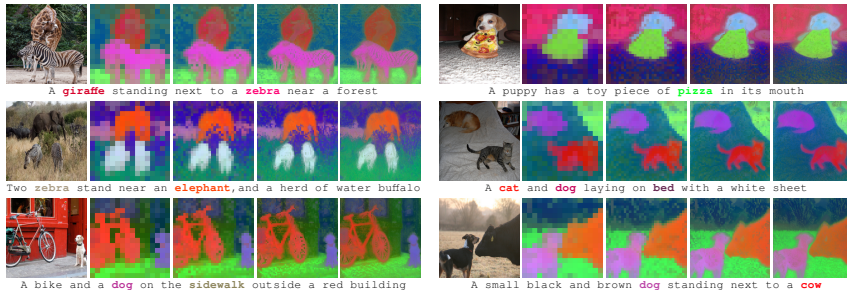 A giraffe standing next to a zebra near a forest
A puppy has a toy piece of pizza in its mouth
Two zebra stand near an elephant,and a herd of water buffalo
A cat and dog laying on bed with a white sheet
A bike and a dog on the sidewalk outside a red building
A small black and brown dog standing next to a cow